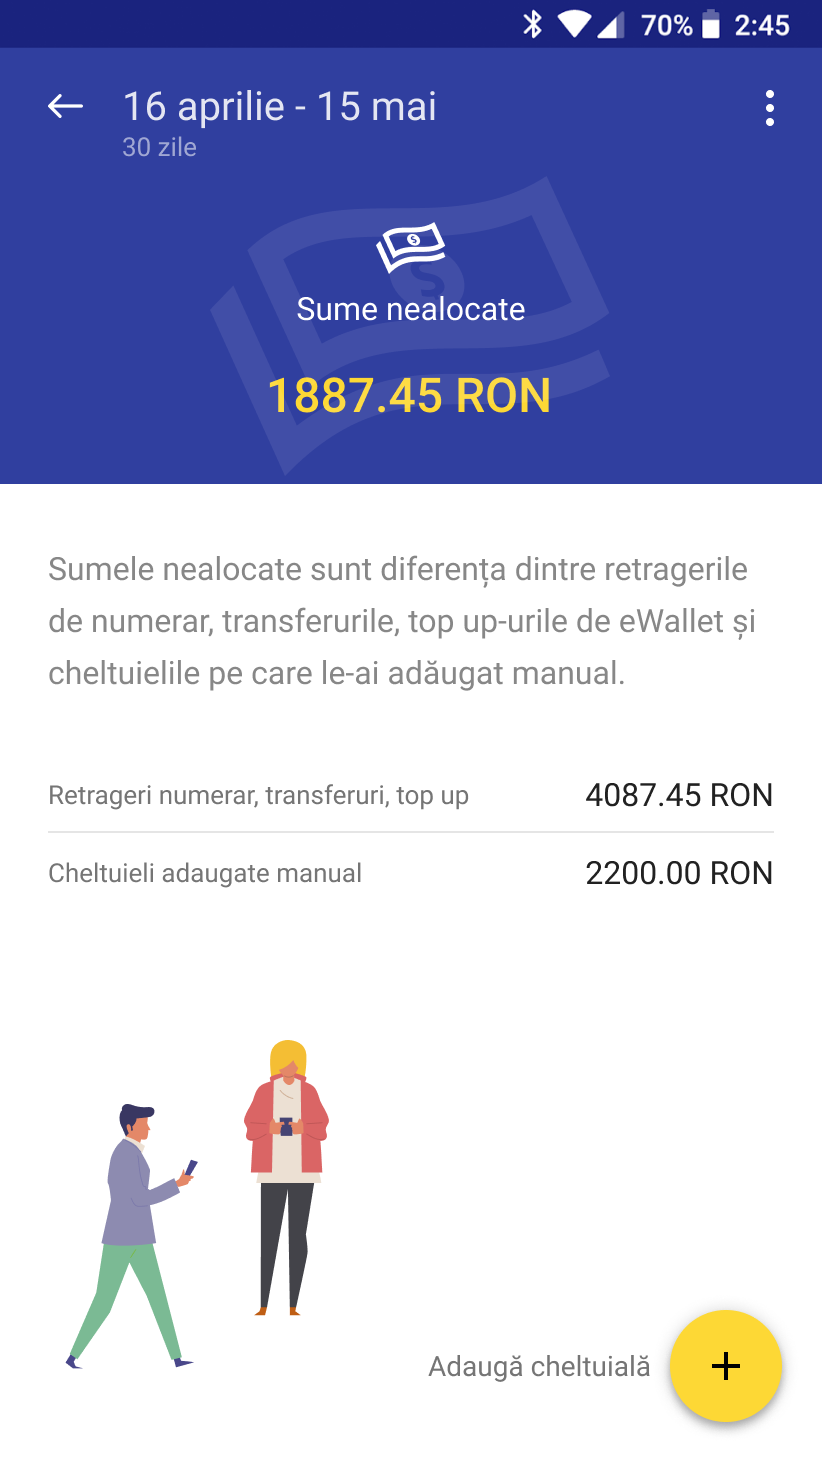 70% 2:45
16 aprilie - 15 mai
30 zile
Sume nealocate
1887.45 RON
Sumele nealocate sunt diferența dintre retragerile
de numerar, transferurile, top up-urile de eWallet și
cheltuielile pe care le-ai adăugat manual.
Retrageri numerar, transferuri, top up 4087.45 RON
Cheltuieli adaugate manual 2200.00 RON
Adaugă cheltuială